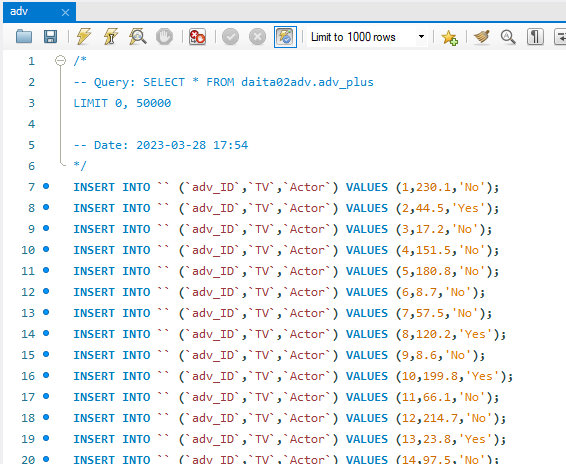 adv
Limit to 1000 rows
1 /*
2 -- Query: SELECT * FROM daita02adv.adv_plus
3 LIMIT 0, 50000
4
5 -- Date: 2023-03-28 17:54
6 */
7 INSERT INTO `` (`adv_ID`,`TV`,`Actor`) VALUES (1,230.1,'No');
8 INSERT INTO `` (`adv_ID`,`TV`,`Actor`) VALUES (2,44.5,'Yes');
9 INSERT INTO `` (`adv_ID`,`TV`,`Actor`) VALUES (3,17.2,'No');
10 INSERT INTO `` (`adv_ID`,`TV`,`Actor`) VALUES (4,151.5,'No');
11 INSERT INTO `` (`adv_ID`,`TV`,`Actor`) VALUES (5,180.8,'No');
12 INSERT INTO `` (`adv_ID`,`TV`,`Actor`) VALUES (6,8.7,'No');
13 INSERT INTO `` (`adv_ID`,`TV`,`Actor`) VALUES (7,57.5,'No');
14 INSERT INTO `` (`adv_ID`,`TV`,`Actor`) VALUES (8,120.2,'Yes');
15 INSERT INTO `` (`adv_ID`,`TV`,`Actor`) VALUES (9,8.6,'No');
16 INSERT INTO `` (`adv_ID`,`TV`,`Actor`) VALUES (10,199.8,'Yes');
17 INSERT INTO `` (`adv_ID`,`TV`,`Actor`) VALUES (11,66.1,'No');
18 INSERT INTO `` (`adv_ID`,`TV`,`Actor`) VALUES (12,214.7,'No');
19 INSERT INTO `` (`adv_ID`,`TV`,`Actor`) VALUES (13,23.8,'Yes');
20 INSERT INTO `` (`adv_ID`,`TV`,`Actor`) VALUES (14,97.5,'No');